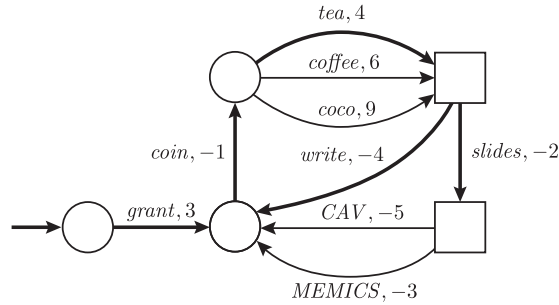 tea, 4
coffee, 6
coco, 9
coin, −1
write, −4
slides, −2
grant, 3
CAV, −5
MEMICS, −3